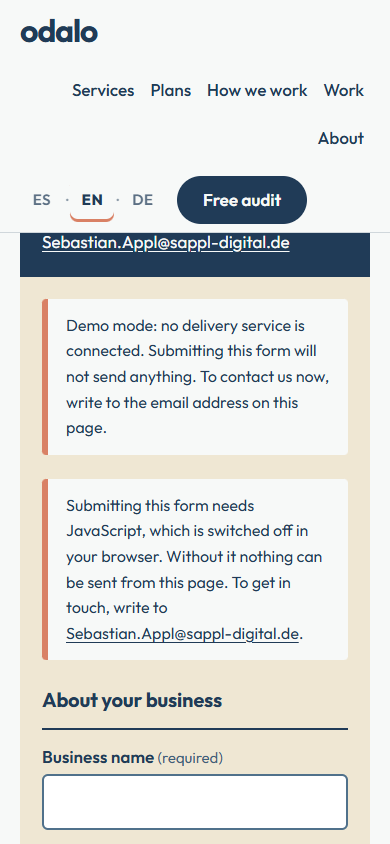 odalo
Services Plans How we work Work
About
ES · EN · DE Free audit
Sebastian.Appl@sappl-digital.de
Demo mode: no delivery service is
connected. Submitting this form will
not send anything. To contact us now,
write to the email address on this
page.
Submitting this form needs
JavaScript, which is switched off in
your browser. Without it nothing can
be sent from this page. To get in
touch, write to
Sebastian.Appl@sappl-digital.de.
About your business
Business name (required)